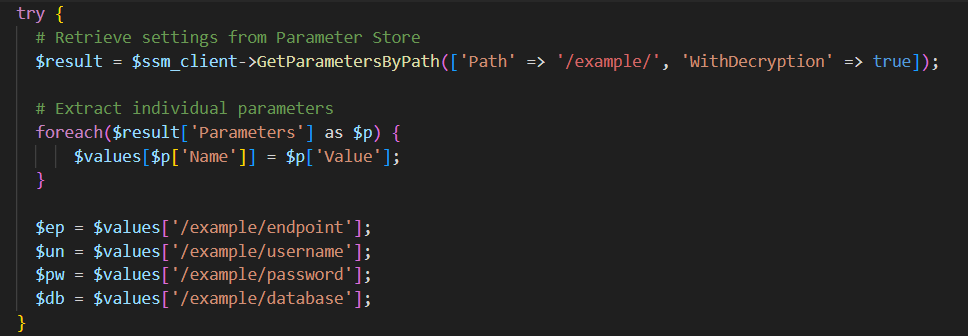 try {
# Retrieve settings from Parameter Store
$result = $ssm_client->GetParametersByPath(['Path' => '/example/', 'WithDecryption' => true]);
# Extract individual parameters
foreach($result['Parameters'] as $p) {
$values[$p['Name']] = $p['Value'];
}
$ep = $values['/example/endpoint'];
$un = $values['/example/username'];
$pw = $values['/example/password'];
$db = $values['/example/database'];
}